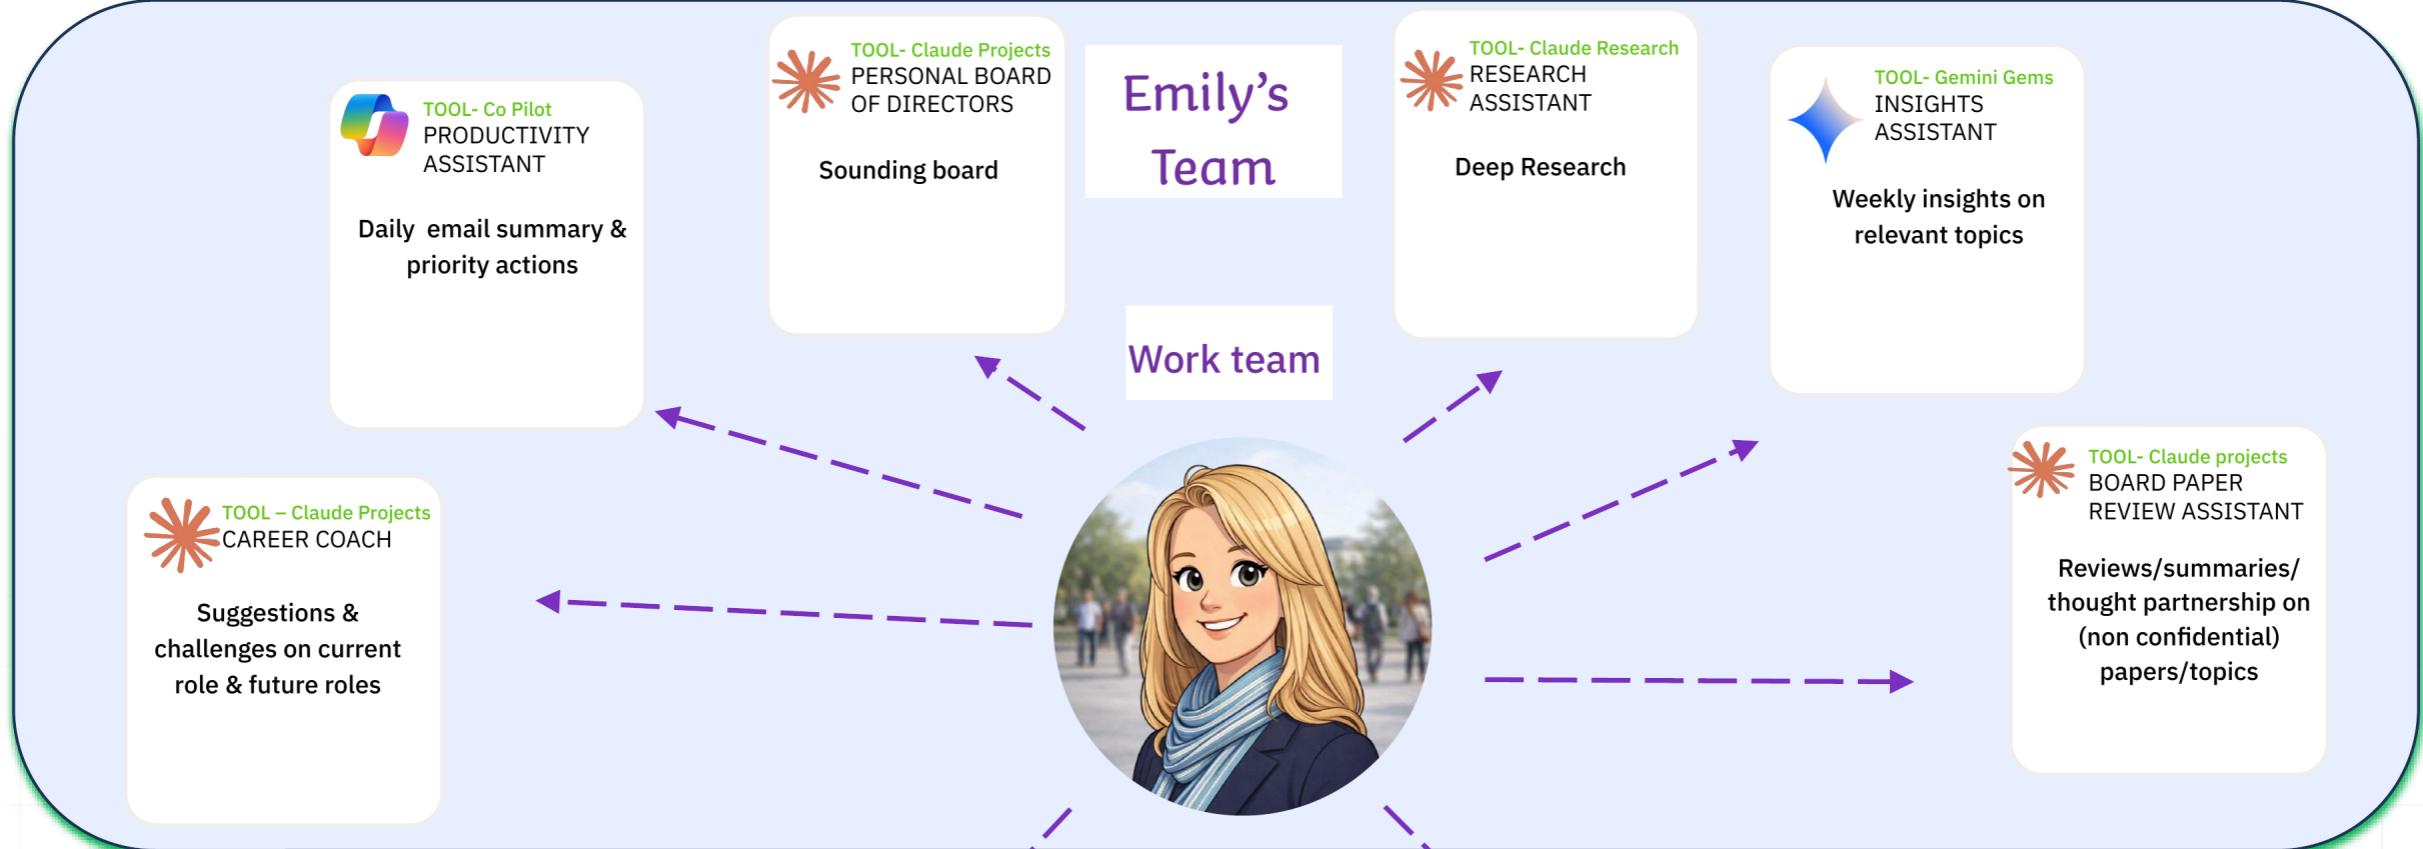 Emily's
Team
Work team
TOOL- Co Pilot
PRODUCTIVITY
ASSISTANT
Daily  email summary &
priority actions
TOOL- Claude Projects
PERSONAL BOARD
OF DIRECTORS
Sounding board
TOOL- Claude Research
RESEARCH
ASSISTANT
Deep Research
TOOL- Gemini Gems
INSIGHTS
ASSISTANT
Weekly insights on
relevant topics
TOOL – Claude Projects
CAREER COACH
Suggestions &
challenges on current
role & future roles
TOOL- Claude projects
BOARD PAPER
REVIEW ASSISTANT
Reviews/summaries/
thought partnership on
(non confidential)
papers/topics